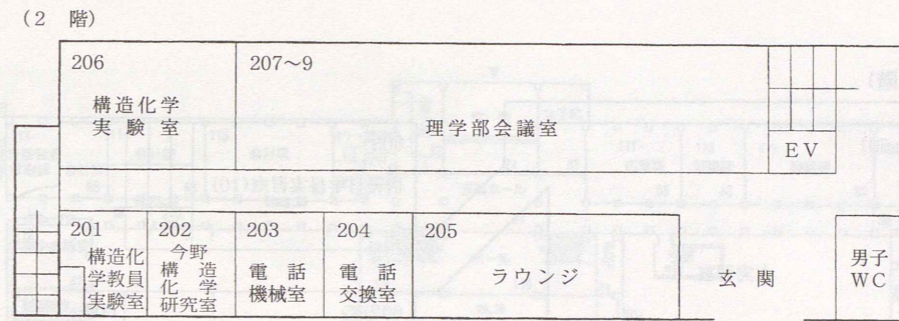 (2 階)
206
構造化学
実験室
207~9
理学部会議室
EV
201
構造化
学教員
実験室
202
今野
構造
化学
研究室
203
電話
機械室
204
電話
交換室
205
ラウンジ
玄関
男子
WC